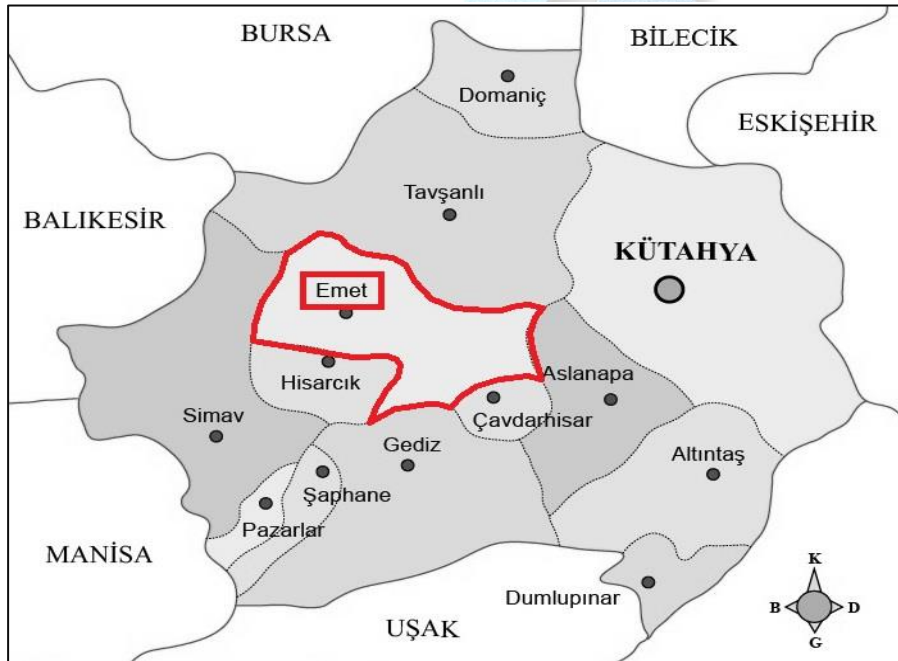 BURSA
BİLECİK
Domaniç
ESKİŞEHİR
Tavşanlı
BALIKESİR
KÜTAHYA
Emet
Hisarcık
Aslanapa
Simav
Çavdarhisar
Gediz
Altıntaş
Şaphane
Pazarlar
MANİSA
K
Dumlupınar
B
D
UŞAK
G